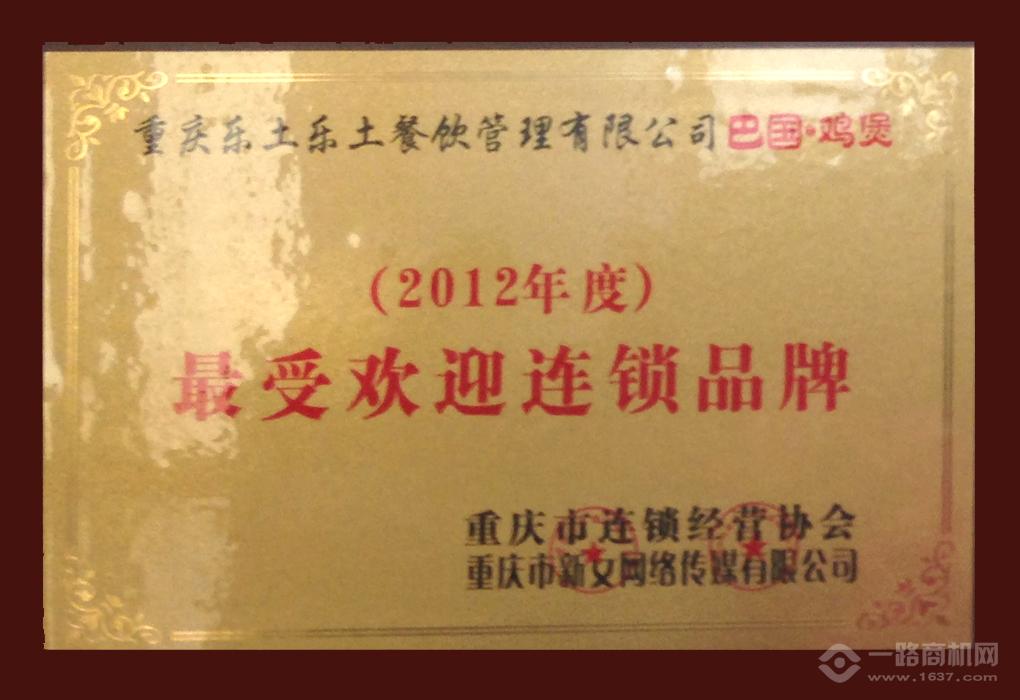 重庆乐土乐土餐饮管理有限公司巴国·鸡煲
(2012年度)
最受欢迎连锁品牌
重庆市连锁经营协会
重庆市新女网络传媒有限公司
一路商机网
www.1637.com